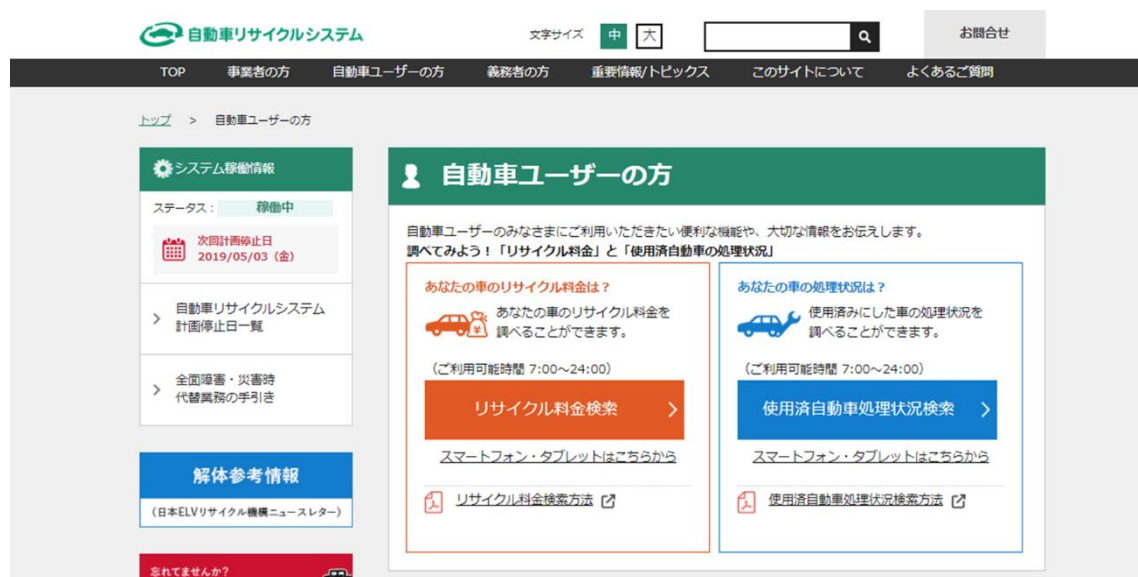 自動車リサイクルシステム
文字サイズ 中 大
お問合せ
TOP 事業者の方 自動車ユーザーの方 義務者の方 重要情報/トピックス このサイトについて よくあるご質問
トップ > 自動車ユーザーの方
システム稼働情報
ステータス: 稼働中
次回計画停止日
2019/05/03（金）
自動車リサイクルシステム
計画停止日一覧
全面障害・災害時
代替業務の手引き
解体参考情報
（日本ELVリサイクル機構ニュースレター）
忘れてませんか?
自動車ユーザーの方
自動車ユーザーのみなさまにご利用いただきたい便利な機能や、大切な情報をお伝えします。
調べてみよう！「リサイクル料金」と「使用済自動車の処理状況」
あなたの車のリサイクル料金は？
あなたの車のリサイクル料金を
調べることができます。
（ご利用可能時間 7:00～24:00）
リサイクル料金検索
スマートフォン・タブレットはこちらから
リサイクル料金検索方法
あなたの車の処理状況は？
使用済みにした車の処理状況を
調べることができます。
（ご利用可能時間 7:00～24:00）
使用済自動車処理状況検索
スマートフォン・タブレットはこちらから
使用済自動車処理状況検索方法